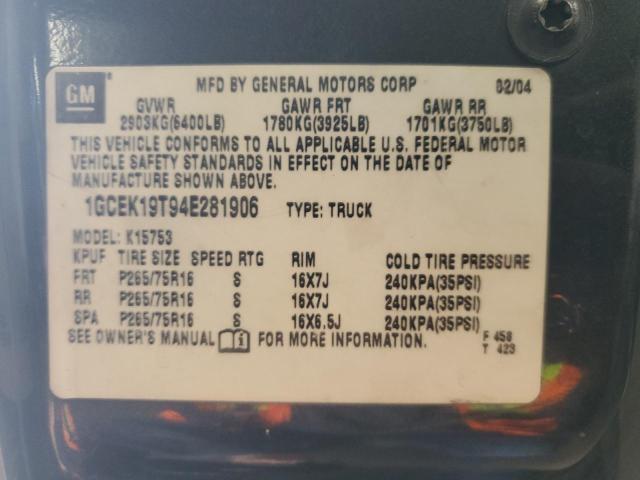 GM
MFD BY GENERAL MOTORS CORP 02/04
GVWR GAWR FRT GAWR RR
2903KG(6400LB) 1780KG(3925LB) 1701KG(3750LB)
THIS VEHICLE CONFORMS TO ALL APPLICABLE U.S. FEDERAL MOTOR
VEHICLE SAFETY STANDARDS IN EFFECT ON THE DATE OF
MANUFACTURE SHOWN ABOVE.
1GCEK19T94E281906 TYPE: TRUCK
MODEL: K15753
KPUF TIRE SIZE SPEED RTG RIM COLD TIRE PRESSURE
FRT P265/75R16 S 16X7J 240KPA(35PSI)
RR P265/75R16 S 16X7J 240KPA(35PSI)
SPA P265/75R16 S 16X6.5J 240KPA(35PSI)
SEE OWNER'S MANUAL FOR MORE INFORMATION.
F 458
T 423